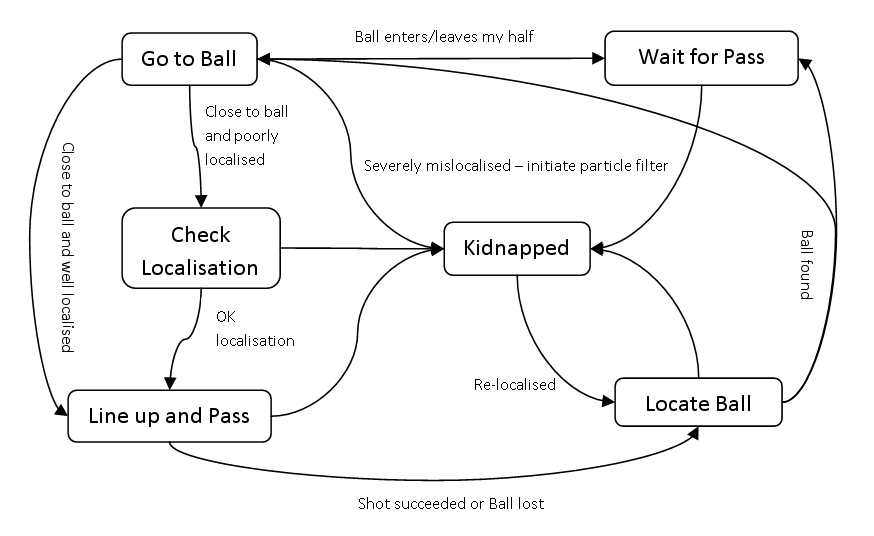 Ball enters/leaves my half
Go to Ball
Wait for Pass
Close to ball
and poorly
localised
Close to ball and well localised
Severely mislocalised – initiate particle filter
Check
Localisation
Kidnapped
Ball found
OK
localisation
Re-localised
Line up and Pass
Locate Ball
Shot succeeded or Ball lost